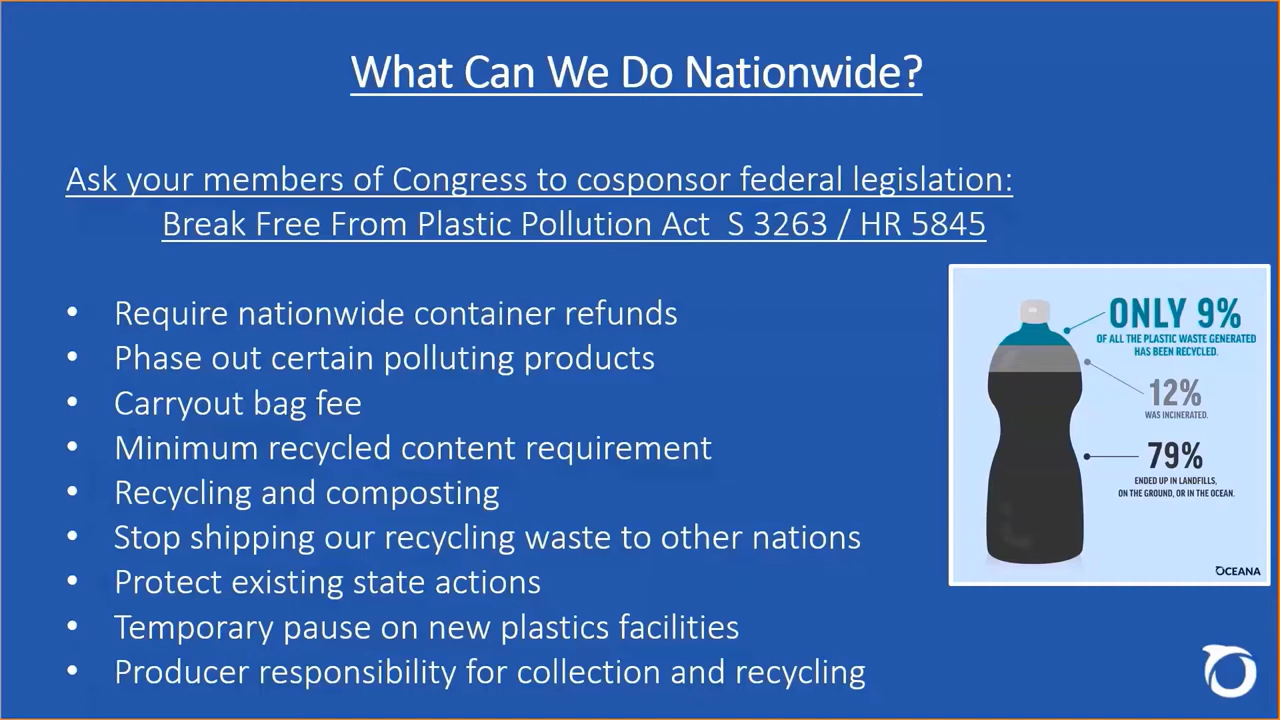 What Can We Do Nationwide?
Ask your members of Congress to cosponsor federal legislation:
Break Free From Plastic Pollution Act  S 3263 / HR 5845
• Require nationwide container refunds
• Phase out certain polluting products
• Carryout bag fee
• Minimum recycled content requirement
• Recycling and composting
• Stop shipping our recycling waste to other nations
• Protect existing state actions
• Temporary pause on new plastics facilities
• Producer responsibility for collection and recycling
ONLY 9%
OF ALL THE PLASTIC WASTE GENERATED
HAS BEEN RECYCLED.
12%
WAS INCINERATED.
79%
ENDED UP IN LANDFILLS,
ON THE GROUND, OR IN THE OCEAN.
OCEANA